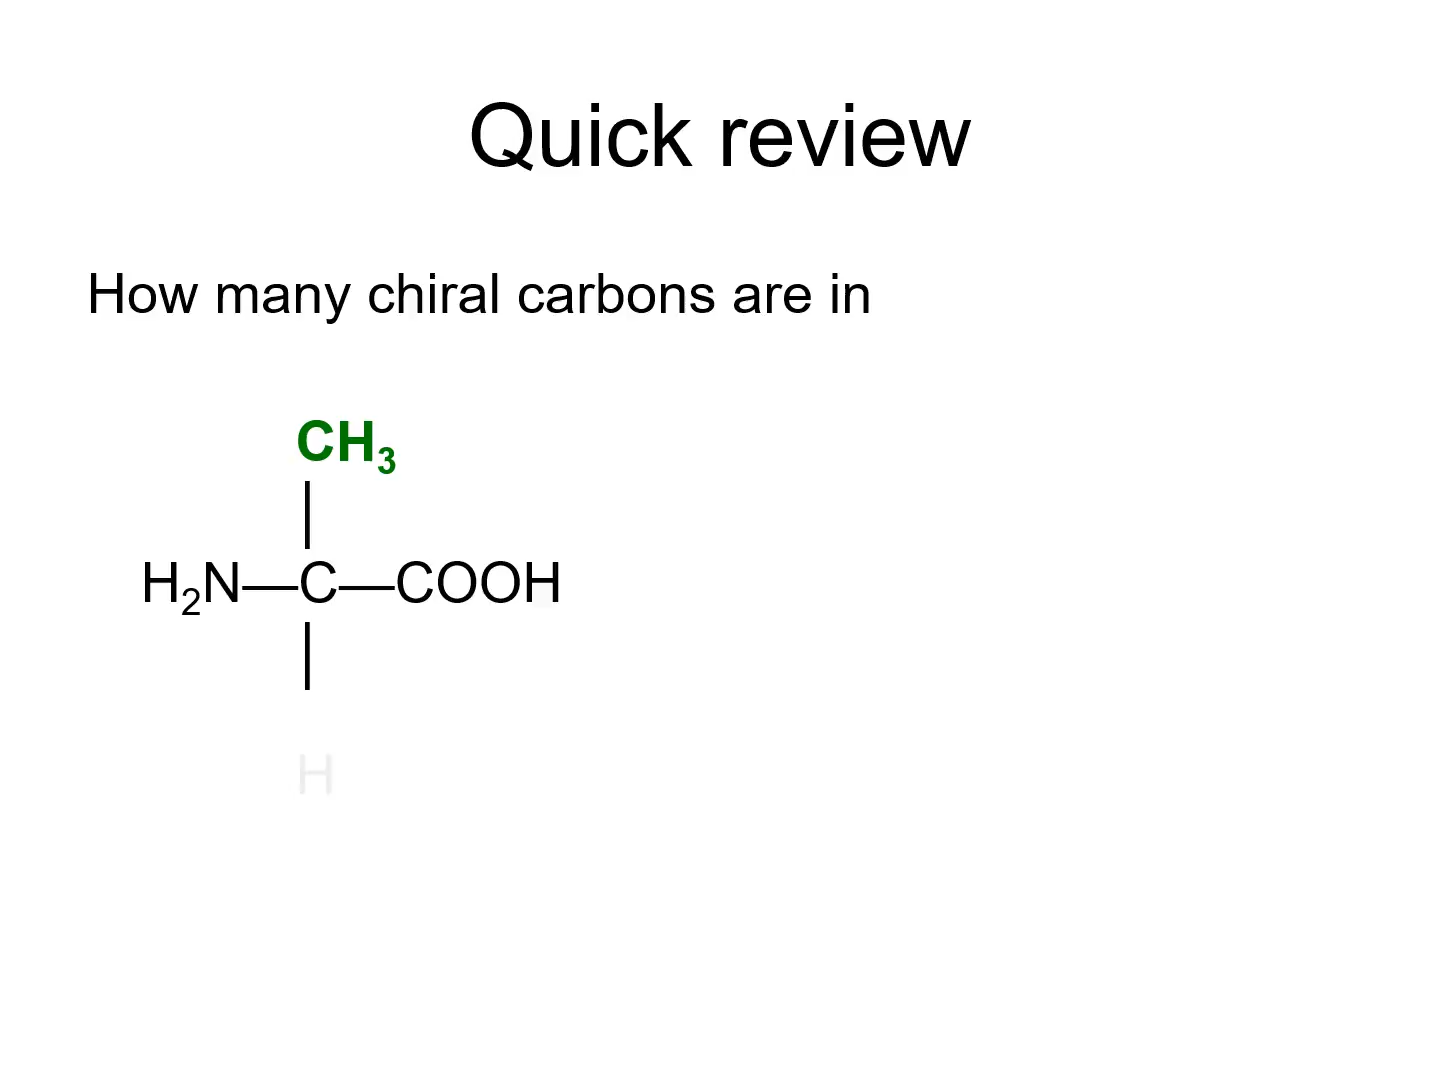 Quick review
How many chiral carbons are in
CH₃
H₂N—C—COOH
H